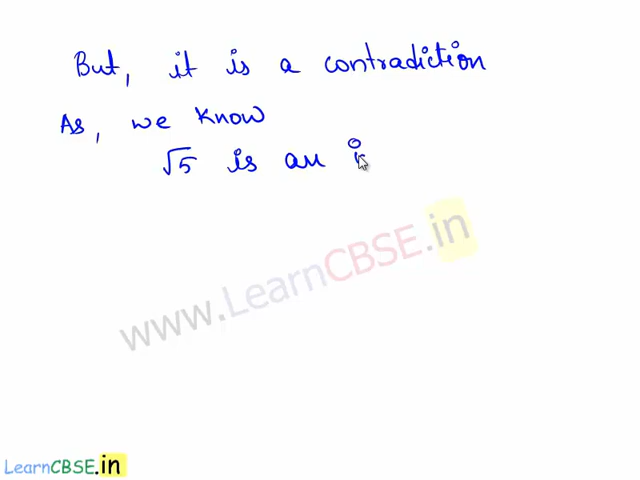 But, it is a contradiction
As, we know
√5 is an i
www.LearnCBSE.in
LearnCBSE.in